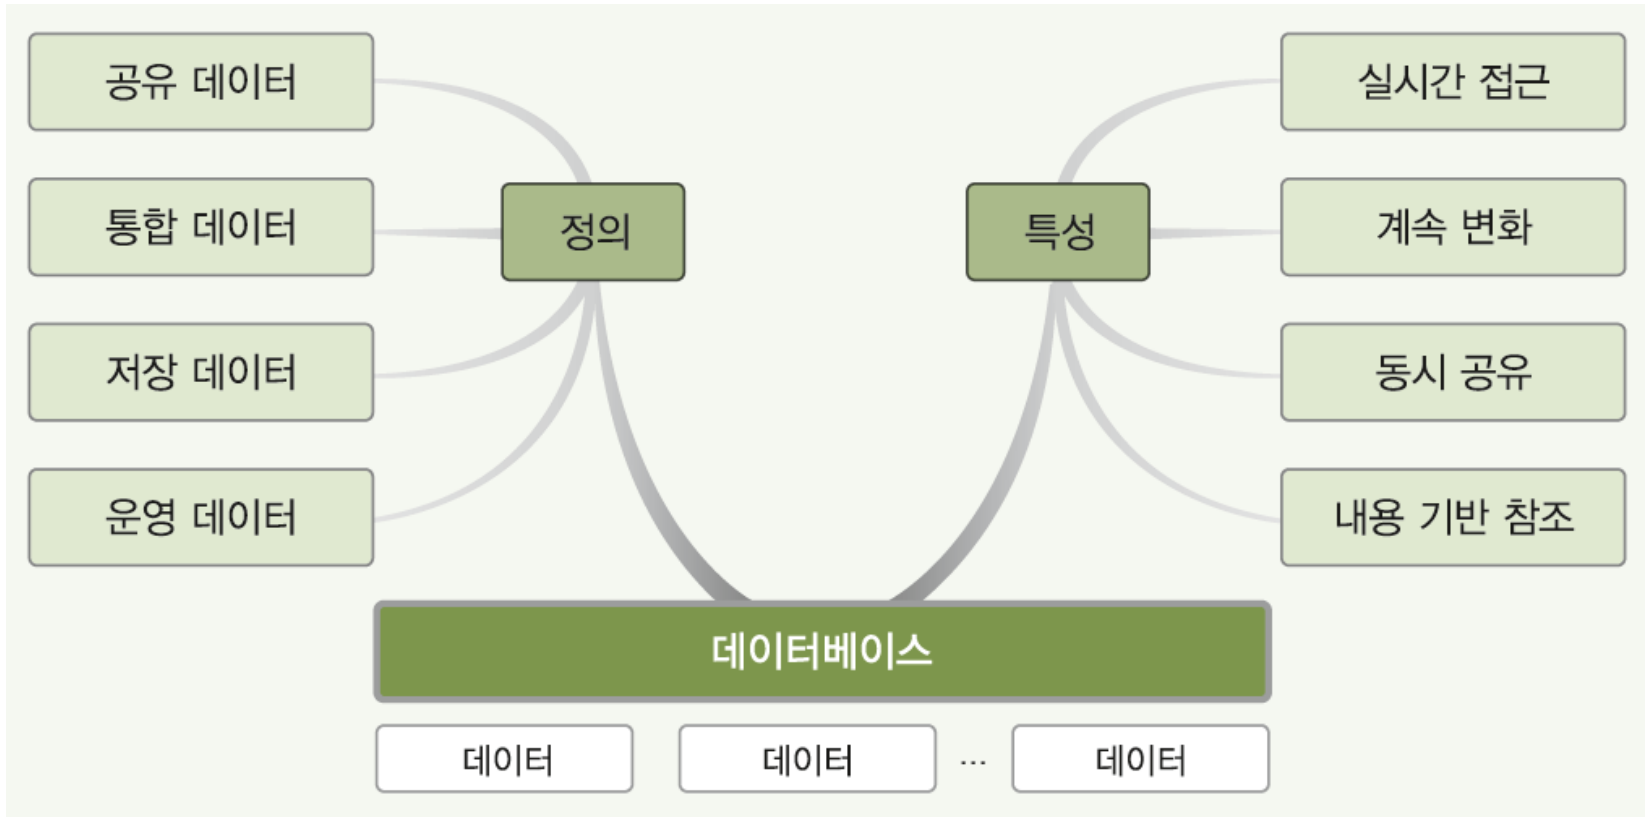 공유 데이터
통합 데이터
저장 데이터
운영 데이터
정의
특성
실시간 접근
계속 변화
동시 공유
내용 기반 참조
데이터베이스
데이터
데이터
...
데이터